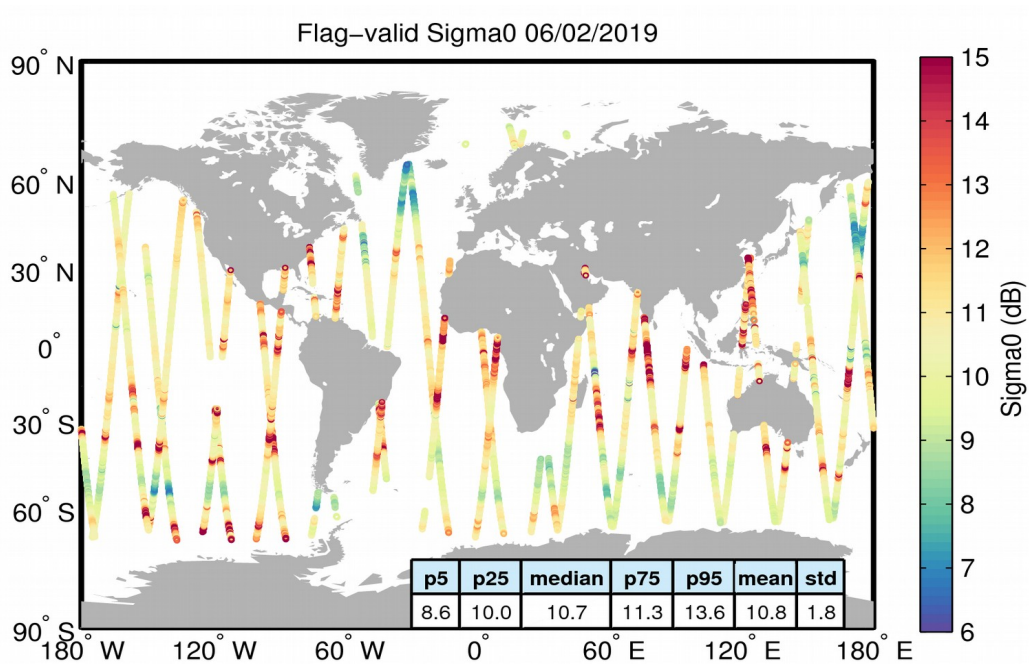 Flag-valid Sigma0 06/02/2019
90° N
60° N
30° N
0°
30° S
60° S
90° S
180° W 120° W 60° W 0° 60° E 120° E 180° E
p5 p25 median p75 p95 mean std
8.6 10.0 10.7 11.3 13.6 10.8 1.8
15
14
13
12
11
10
9
8
7
6
Sigma0 (dB)